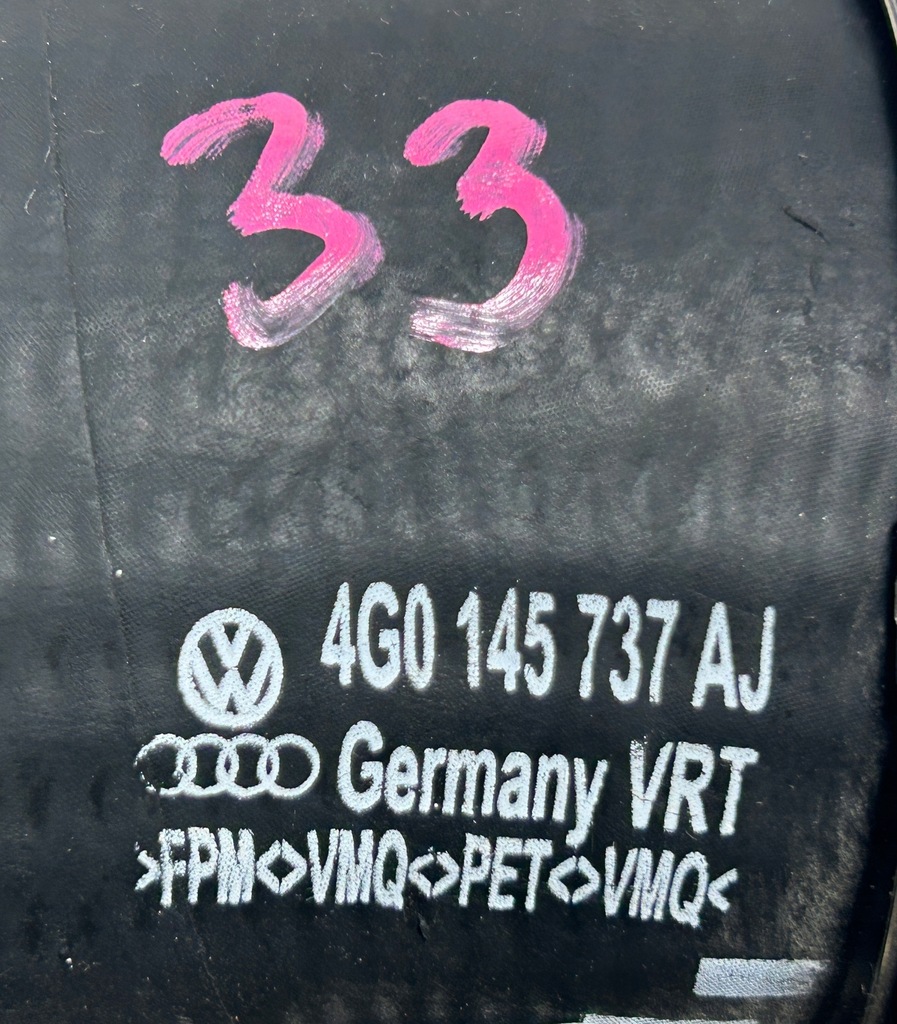 33
4G0 145 737 AJ
Germany VRT
>FPM<>VMQ<>PET<>VMQ<